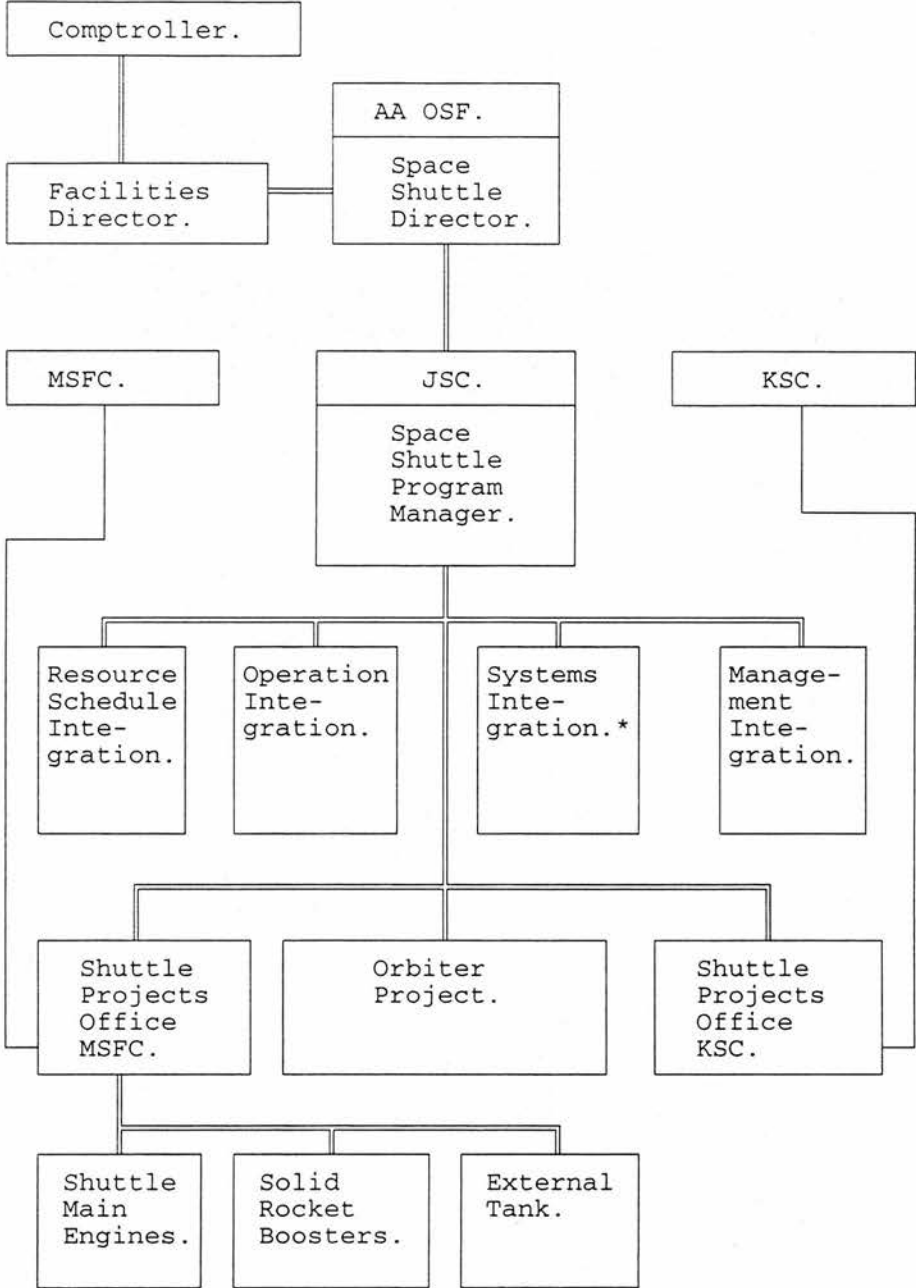 Comptroller.
AA OSF.
Facilities
Director.
Space
Shuttle
Director.
MSFC.
JSC.
KSC.
Space
Shuttle
Program
Manager.
Resource
Schedule
Inte-
gration.
Operation
Inte-
gration.
Systems
Inte-
gration.*
Manage-
ment
Inte-
gration.
Shuttle
Projects
Office
MSFC.
Orbiter
Project.
Shuttle
Projects
Office
KSC.
Shuttle
Main
Engines.
Solid
Rocket
Boosters.
External
Tank.